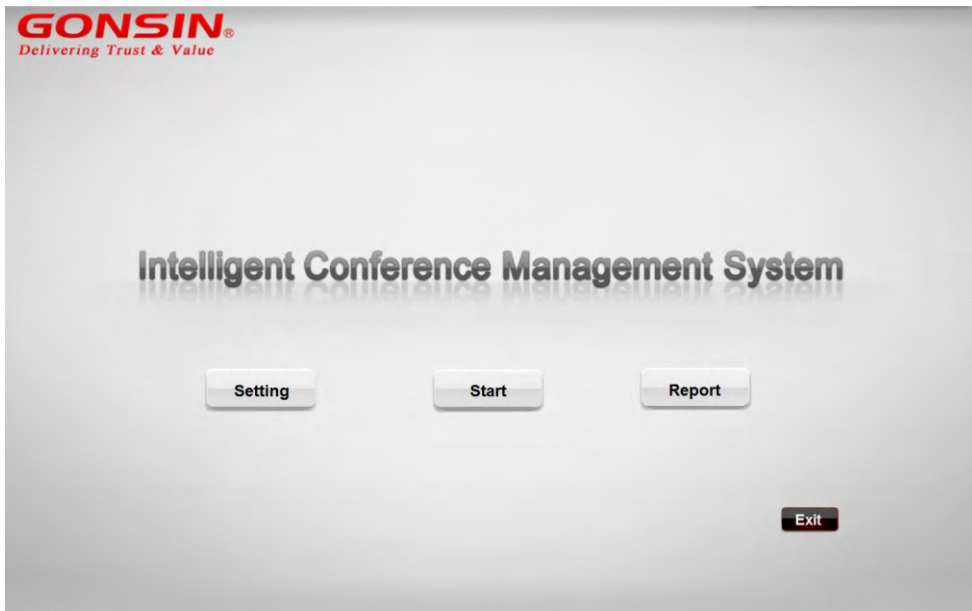 GONSIN®
Delivering Trust & Value
Intelligent Conference Management System
Setting
Start
Report
Exit